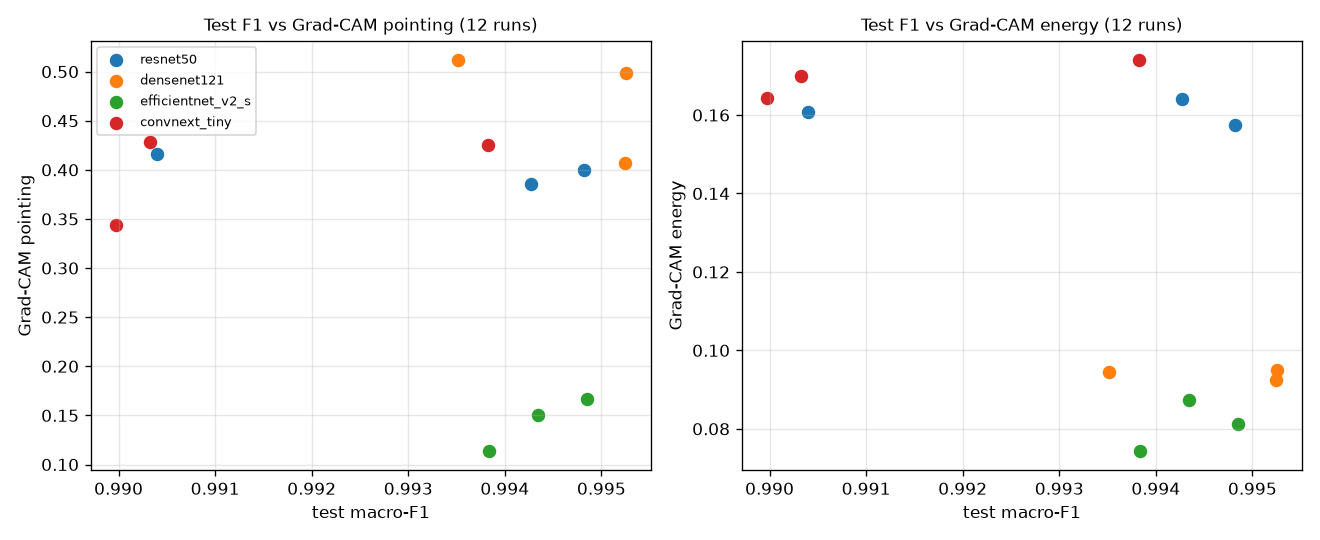 Test F1 vs Grad-CAM pointing (12 runs)
resnet50
densenet121
efficientnet_v2_s
convnext_tiny
0.50
0.45
0.40
0.35
0.30
0.25
0.20
0.15
0.10
Grad-CAM pointing
0.990 0.991 0.992 0.993 0.994 0.995
test macro-F1
Test F1 vs Grad-CAM energy (12 runs)
0.16
0.14
0.12
0.10
0.08
Grad-CAM energy
0.990 0.991 0.992 0.993 0.994 0.995
test macro-F1